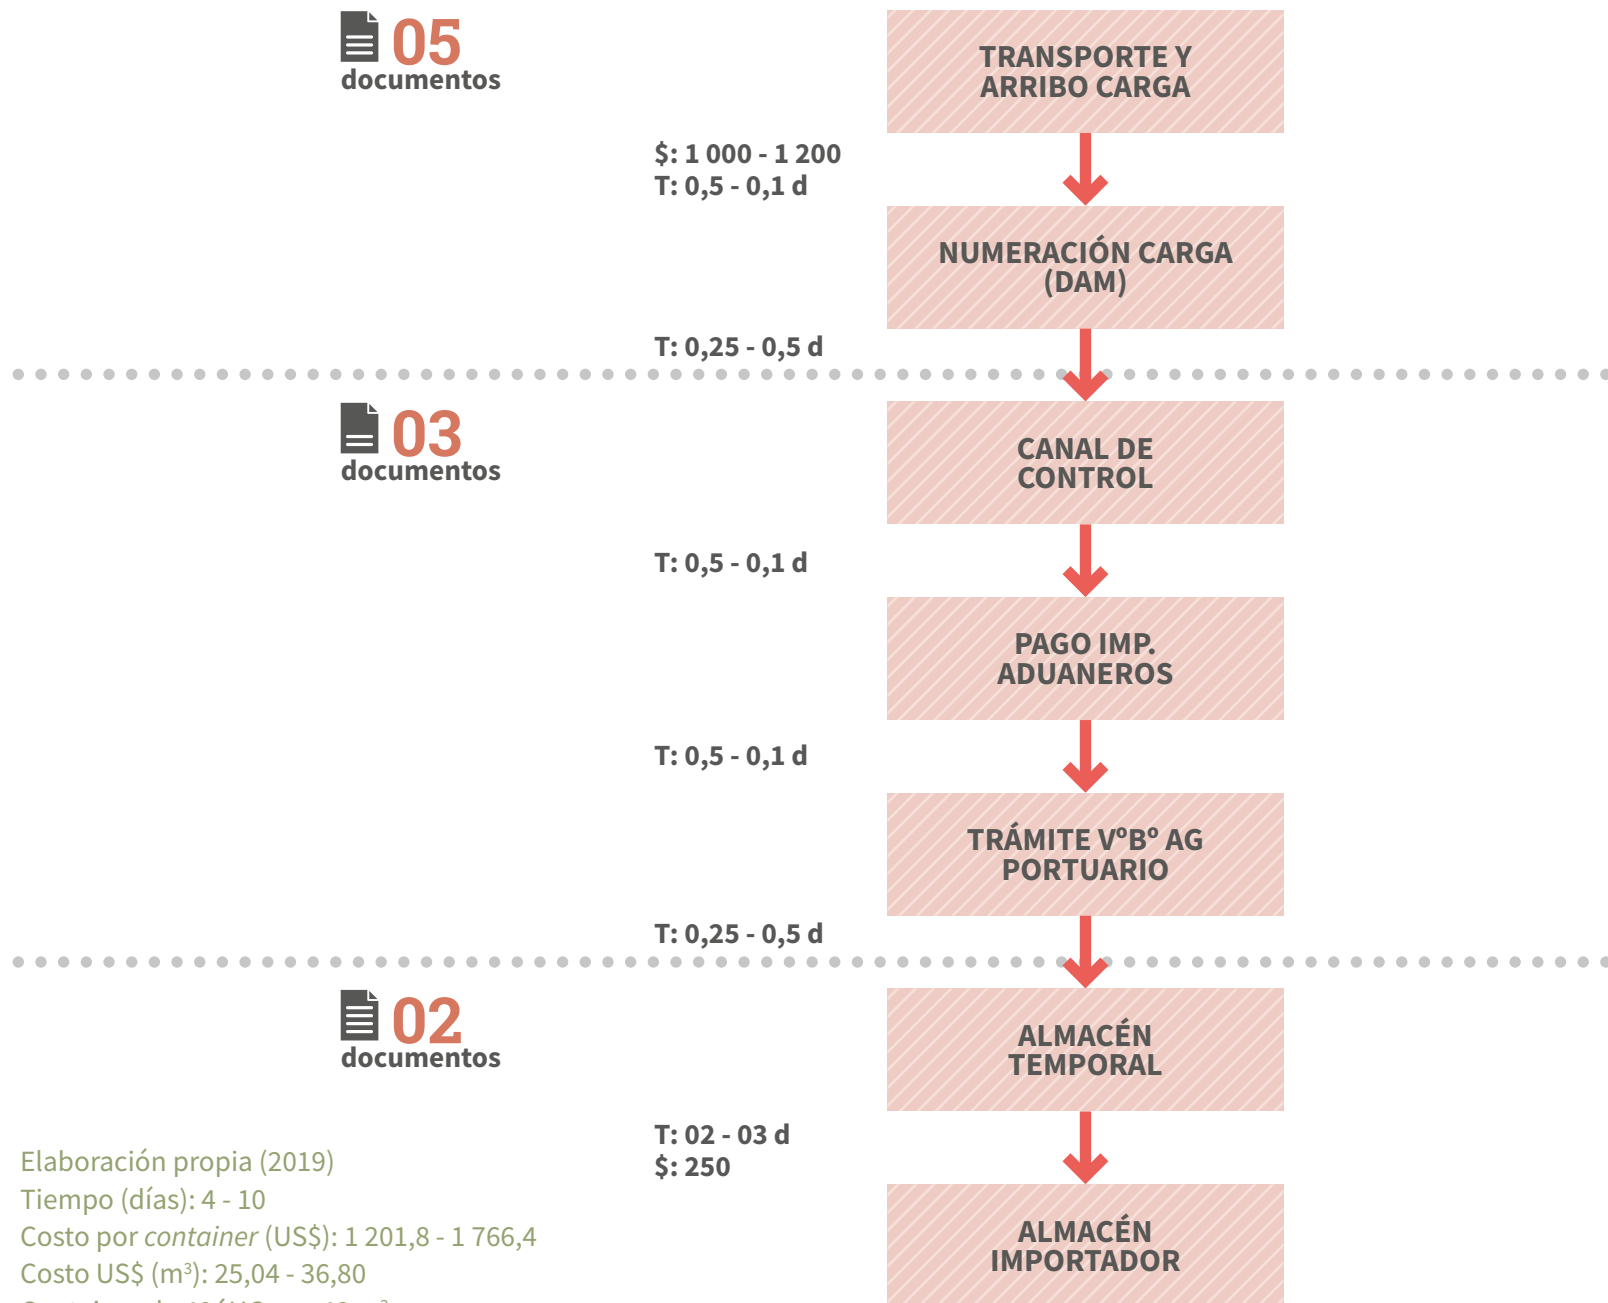 05
documentos
TRANSPORTE Y
ARRIBO CARGA
$: 1 000 - 1 200
T: 0,5 - 0,1 d
NUMERACIÓN CARGA
(DAM)
T: 0,25 - 0,5 d
03
documentos
CANAL DE
CONTROL
T: 0,5 - 0,1 d
PAGO IMP.
ADUANEROS
T: 0,5 - 0,1 d
TRÁMITE VºBº AG
PORTUARIO
T: 0,25 - 0,5 d
02
documentos
ALMACÉN
TEMPORAL
T: 02 - 03 d
$: 250
ALMACÉN
IMPORTADOR
Elaboración propia (2019)
Tiempo (días): 4 - 10
Costo por container (US$): 1 201,8 - 1 766,4
Costo US$ (m³): 25,04 - 36,80